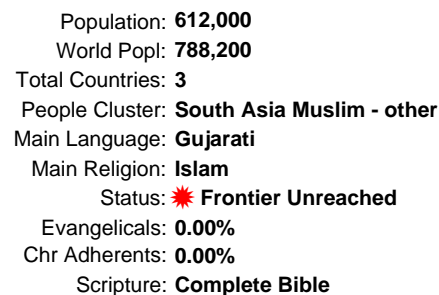 Population: 612,000
World Popl: 788,200
Total Countries: 3
People Cluster: South Asia Muslim - other
Main Language: Gujarati
Main Religion: Islam
Status: Frontier Unreached
Evangelicals: 0.00%
Chr Adherents: 0.00%
Scripture: Complete Bible